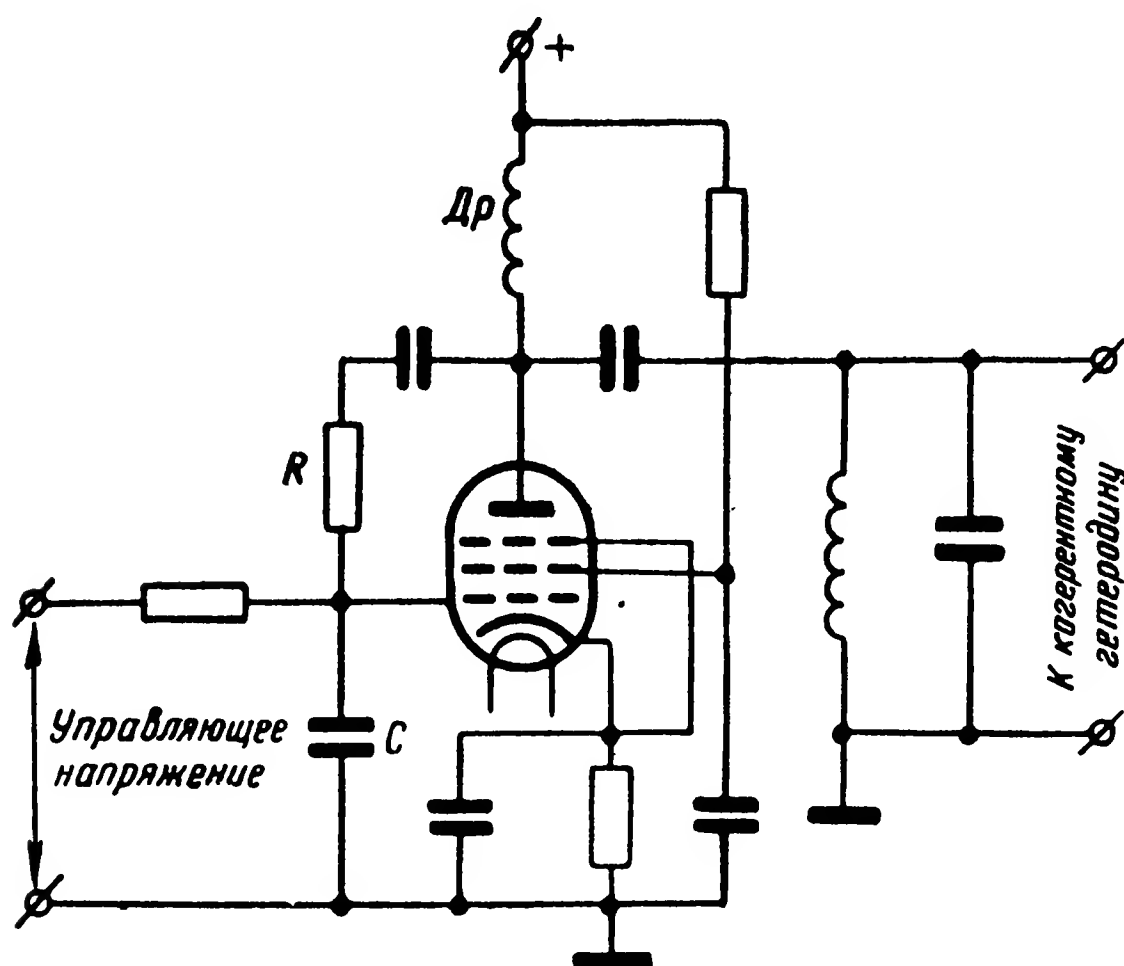 +
Др
R
Управляющее
напряжение
C
К когерентному
гетеродину